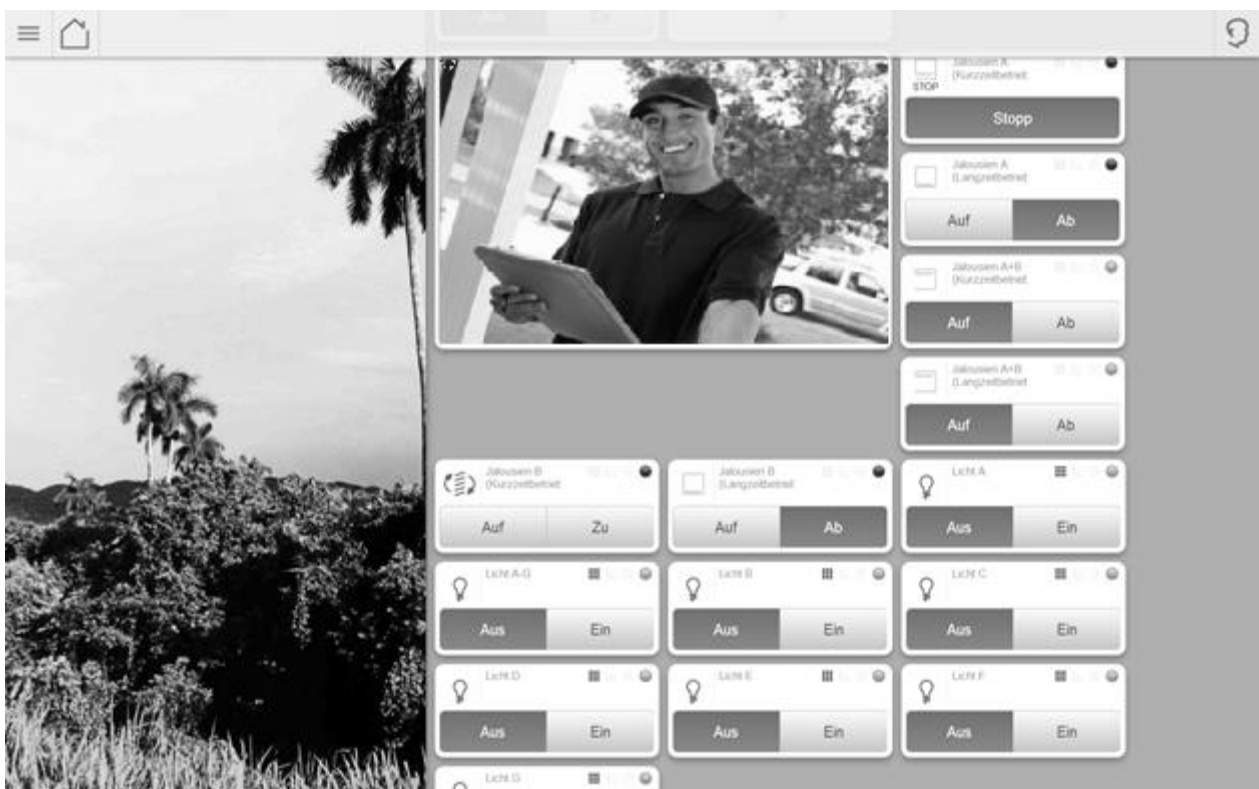 STOP
Jalousien A
(Kurzzeitbetrieb
Stopp
Jalousien A
(Langzeitbetrieb
Auf
Ab
Jalousien A+B
(Kurzzeitbetrieb
Auf
Ab
Jalousien A+B
(Langzeitbetrieb
Auf
Ab
Jalousien B
(Kurzzeitbetrieb
Auf
Zu
Jalousien B
(Langzeitbetrieb
Auf
Ab
Licht A
Aus
Ein
Licht A-G
Aus
Ein
Licht B
Aus
Ein
Licht C
Aus
Ein
Licht D
Aus
Ein
Licht E
Aus
Ein
Licht F
Aus
Ein
Licht G